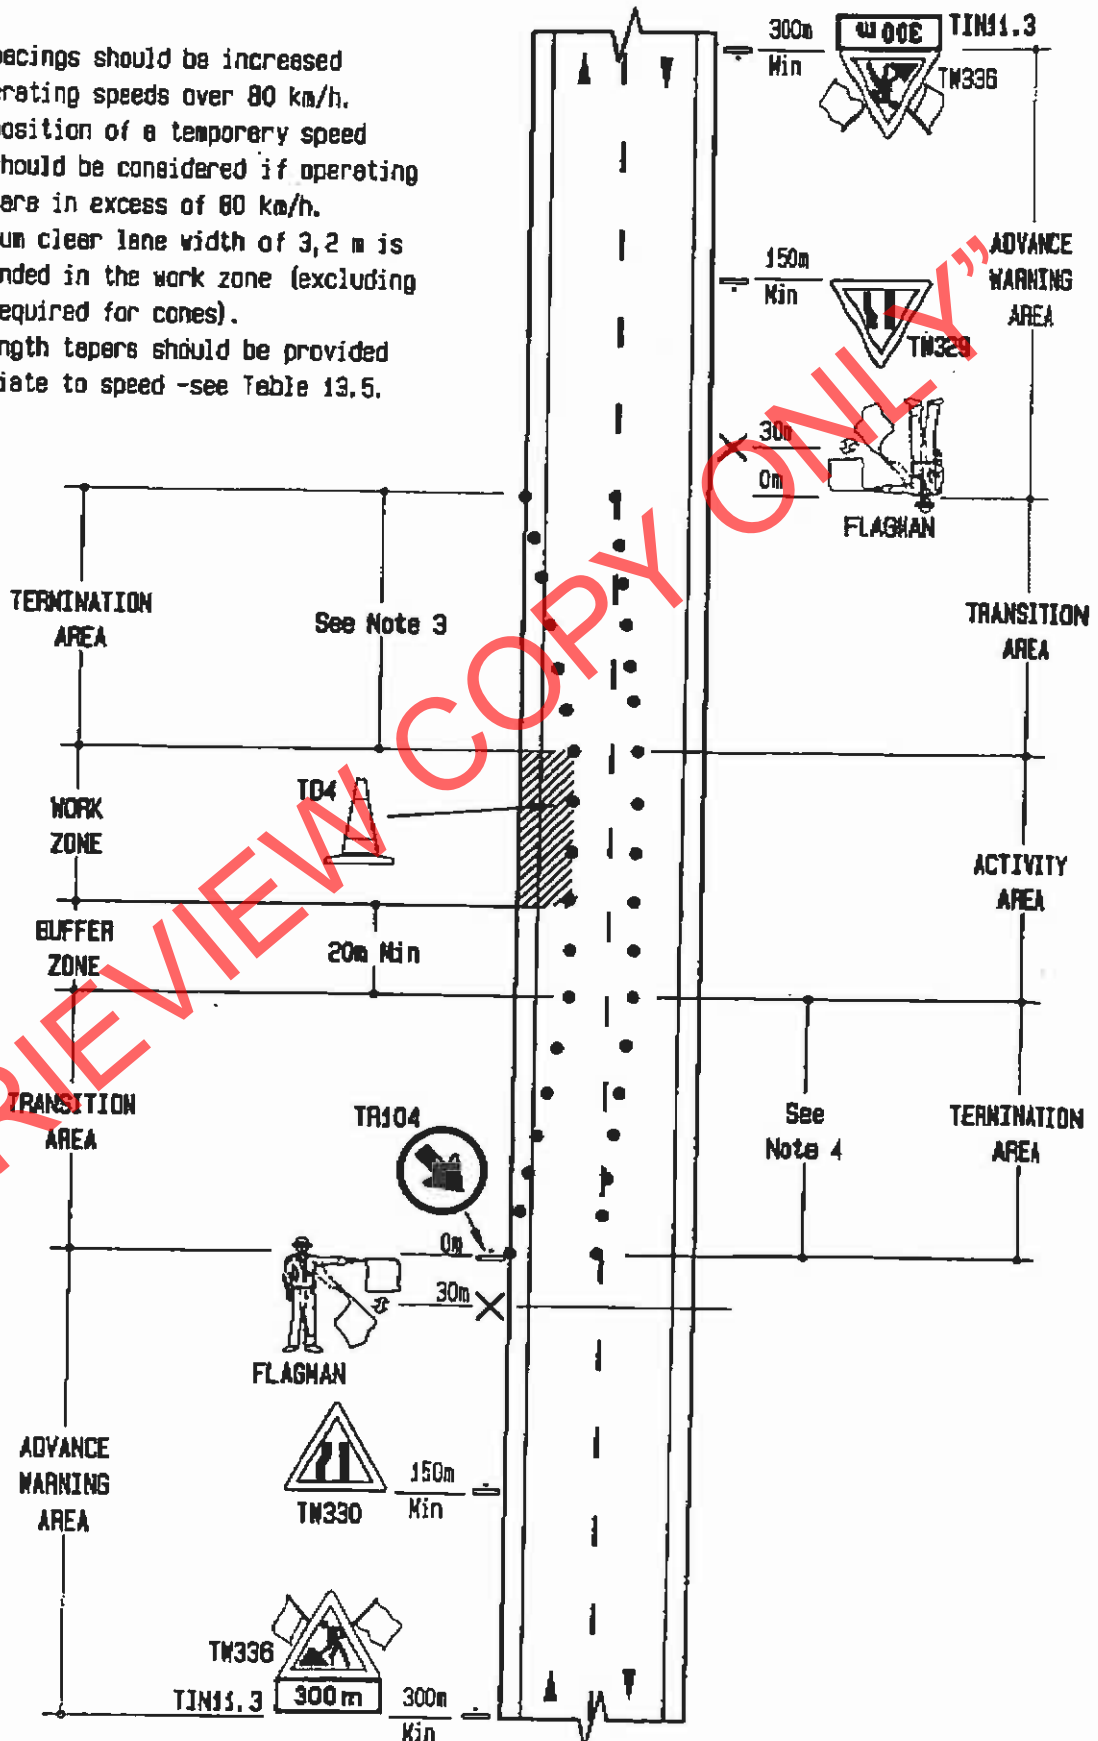 acings should be increased
erating speeds over 80 km/h.
osition of a temporary speed
hould be considered if operating
are in excess of 60 km/h.
um clear lane width of 3,2 m is
nded in the work zone (excluding
equired for cones).
ngth tapers should be provided
iate to speed -see Table 13.5.
300m
Min
300 m
TIN11.3
TW336
150m
Min
TW329
ADVANCE
WARNING
AREA
30m
0m
FLAGMAN
TERMINATION
AREA
See Note 3
TRANSITION
AREA
WORK
ZONE
TD4
ACTIVITY
AREA
BUFFER
ZONE
20m Min
TRANSITION
AREA
TR104
See
Note 4
TERMINATION
AREA
0m
30m
FLAGMAN
ADVANCE
WARNING
AREA
TW330
150m
Min
TW336
TIN11.3
300m
300m
Min
RIEVIEW COPY ONLY”